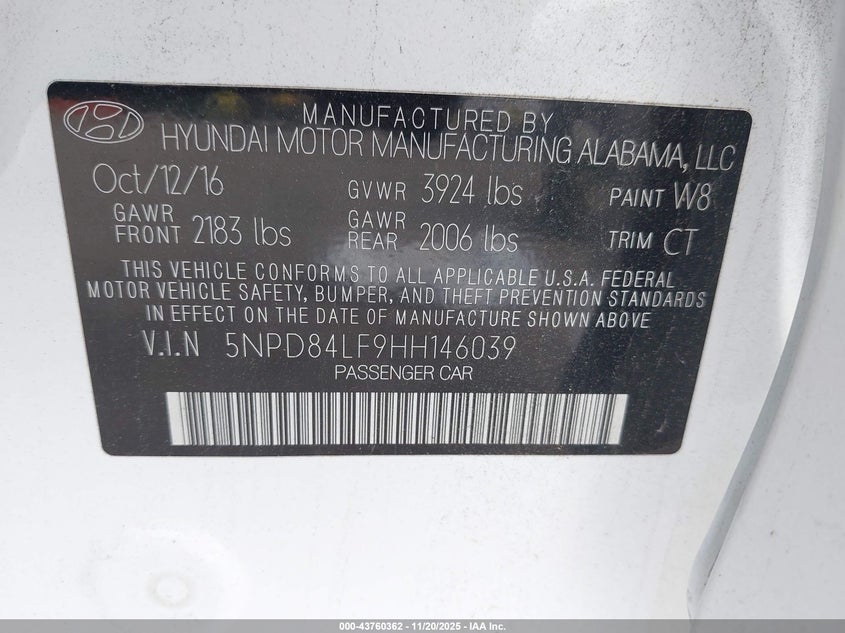 MANUFACTURED BY
HYUNDAI MOTOR MANUFACTURING ALABAMA, LLC
Oct/12/16 GVWR 3924 lbs PAINT W8
GAWR FRONT 2183 lbs GAWR REAR 2006 lbs TRIM CT
THIS VEHICLE CONFORMS TO ALL APPLICABLE U.S.A. FEDERAL
MOTOR VEHICLE SAFETY, BUMPER, AND THEFT PREVENTION STANDARDS
IN EFFECT ON THE DATE OF MANUFACTURE SHOWN ABOVE
V.I.N 5NPD84LF9HH146039
PASSENGER CAR
000-43760362 - 11/20/2025 - IAA Inc.